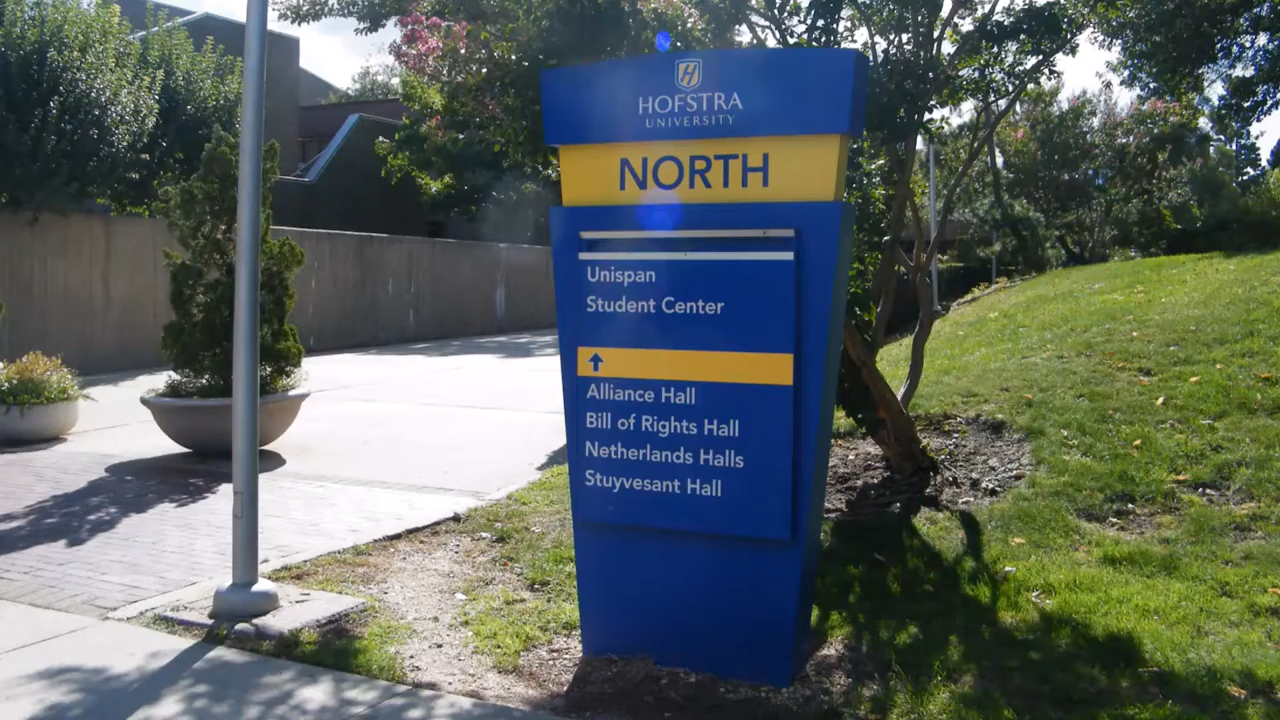 H
HOFSTRA
UNIVERSITY
NORTH
Unispan
Student Center
Alliance Hall
Bill of Rights Hall
Netherlands Halls
Stuyvesant Hall